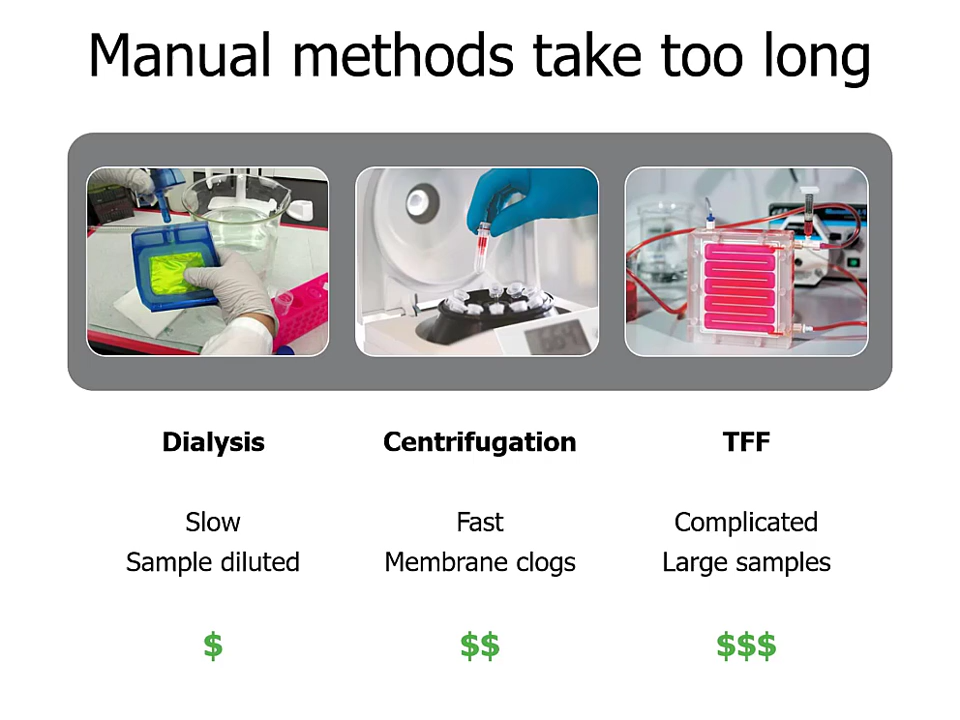 Manual methods take too long
Dialysis
Centrifugation
TFF
Slow
Fast
Complicated
Sample diluted
Membrane clogs
Large samples
$
$$
$$$